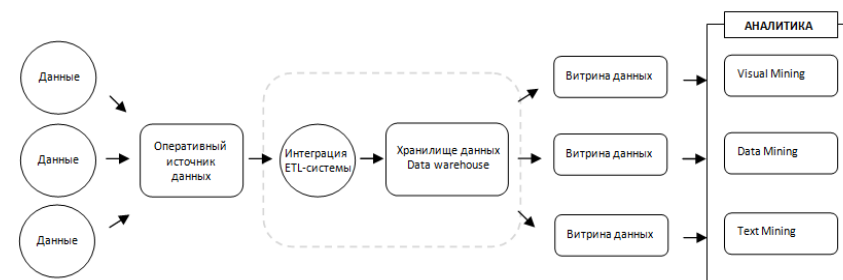 АНАЛИТИКА
Данные
Данные
Данные
Оперативный
источник
данных
Интеграция
ETL-системы
Хранилище данных
Data warehouse
Витрина данных
Витрина данных
Витрина данных
Visual Mining
Data Mining
Text Mining